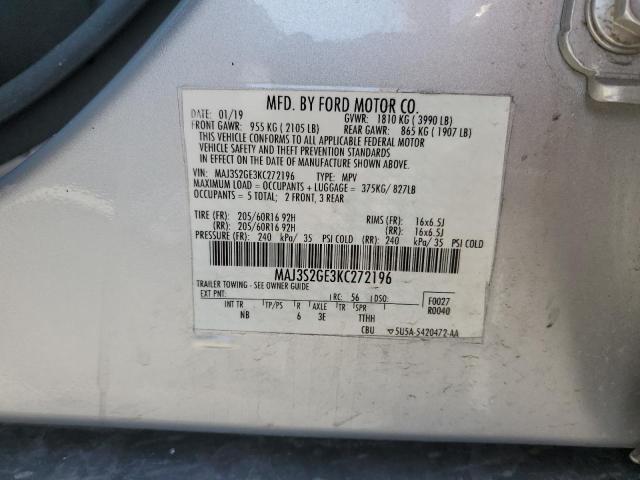 MFD. BY FORD MOTOR CO.
DATE: 01/19 GVWR: 1810 KG ( 3990 LB)
FRONT GAWR: 955 KG ( 2105 LB) REAR GAWR: 865 KG ( 1907 LB)
THIS VEHICLE CONFORMS TO ALL APPLICABLE FEDERAL MOTOR
VEHICLE SAFETY AND THEFT PREVENTION STANDARDS
IN EFFECT ON THE DATE OF MANUFACTURE SHOWN ABOVE.
VIN: MAJ3S2GE3KC272196 TYPE: MPV
MAXIMUM LOAD = OCCUPANTS + LUGGAGE = 375KG/ 827LB
OCCUPANTS = 5 TOTAL; 2 FRONT, 3 REAR
TIRE (FR): 205/60R16 92H RIMS (FR): 16x6.5J
(RR): 205/60R16 92H (RR): 16x6.5J
PRESSURE (FR): 240 kPa/ 35 PSI COLD (RR): 240 kPa/ 35 PSI COLD
MAJ3S2GE3KC272196
TRAILER TOWING - SEE OWNER GUIDE
EXT PNT: RC: 56 DSO: F0027
R0040
INT TR TP/PS R AXLE TR SPR
NB 6 3E TTHH
CBU 5U5A-5420472-AA